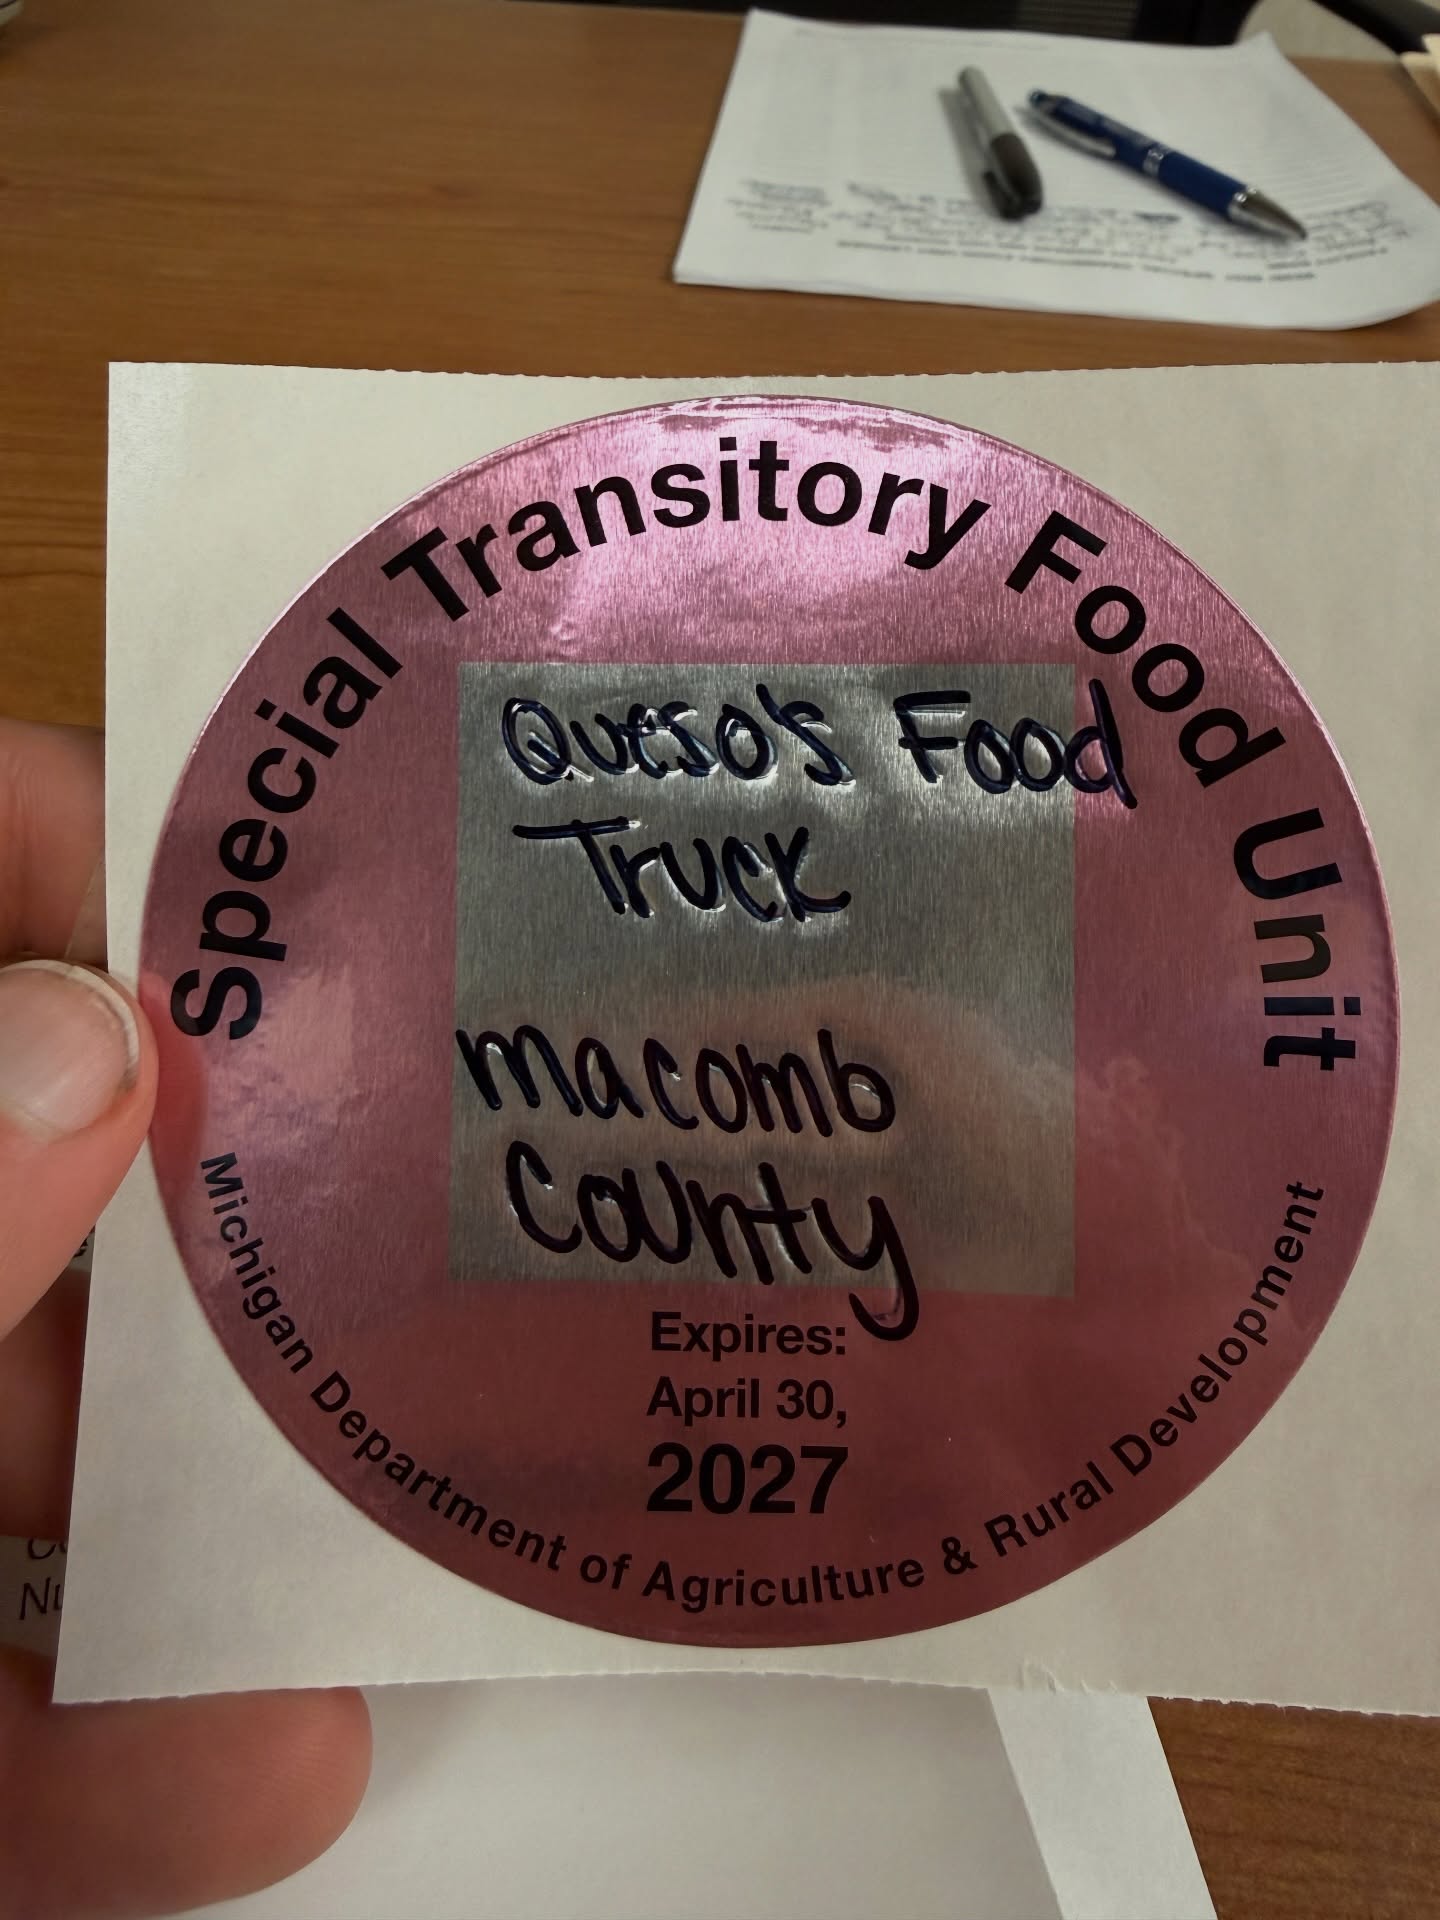 Special Transitory Food Unit
Queso's Food
Truck
Macomb
County
Expires:
April 30,
2027
Michigan Department of Agriculture & Rural Development